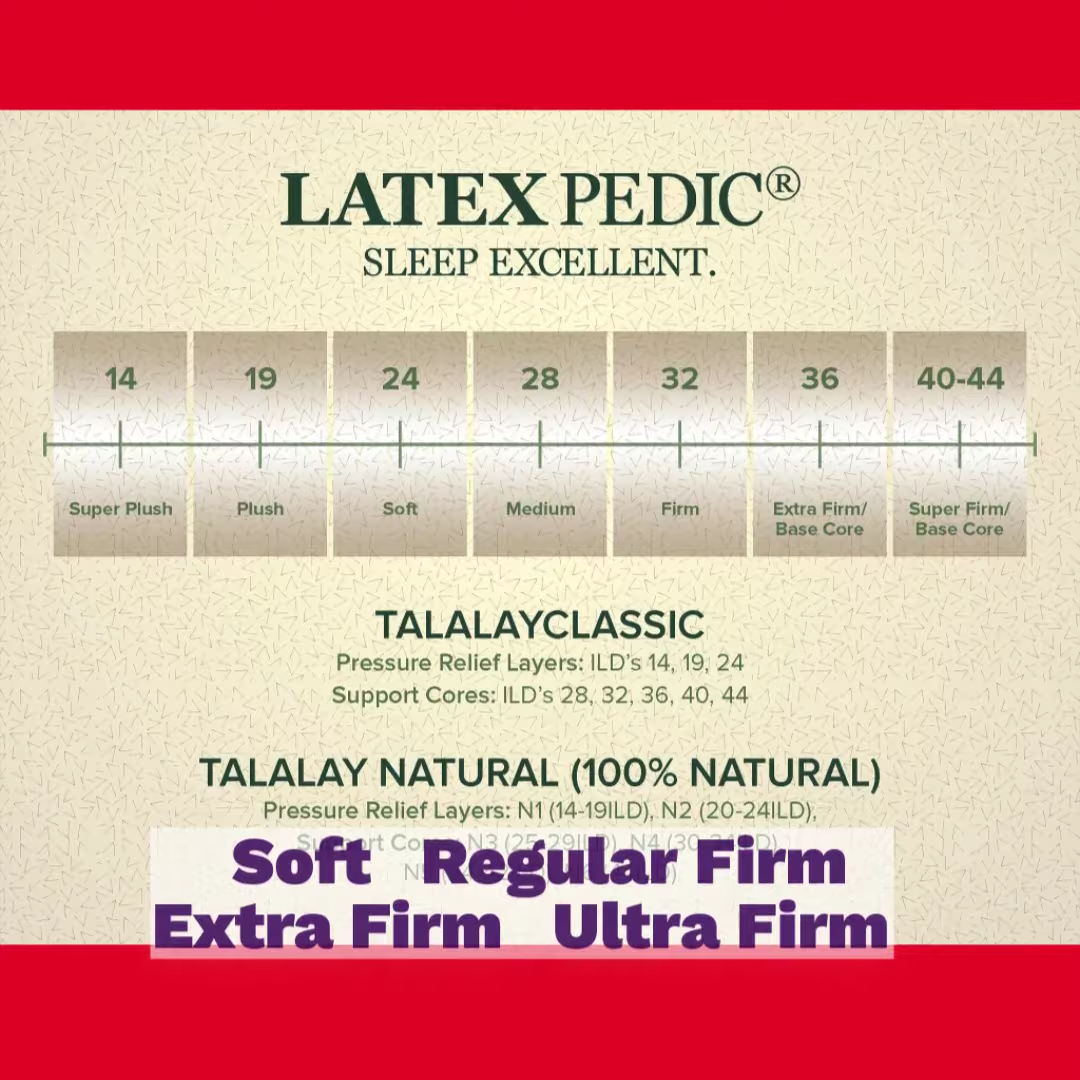 LATEX PEDIC®
SLEEP EXCELLENT.
14 19 24 28 32 36 40-44
Super Plush Plush Soft Medium Firm Extra Firm/ Base Core Super Firm/ Base Core
TALALAYCLASSIC
Pressure Relief Layers: ILD's 14, 19, 24
Support Cores: ILD's 28, 32, 36, 40, 44
TALALAY NATURAL (100% NATURAL)
Pressure Relief Layers: N1 (14-19ILD), N2 (20-24ILD),
Soft Regular Firm
Extra Firm Ultra Firm